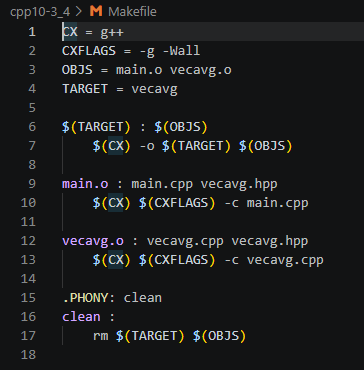 cpp10-3_4 > M Makefile
1 CX = g++
2 CXFLAGS = -g -Wall
3 OBJS = main.o vecavg.o
4 TARGET = vecavg
5
6 $(TARGET) : $(OBJS)
7     $(CX) -o $(TARGET) $(OBJS)
8
9 main.o : main.cpp vecavg.hpp
10     $(CX) $(CXFLAGS) -c main.cpp
11
12 vecavg.o : vecavg.cpp vecavg.hpp
13     $(CX) $(CXFLAGS) -c vecavg.cpp
14
15 .PHONY: clean
16 clean :
17     rm $(TARGET) $(OBJS)
18